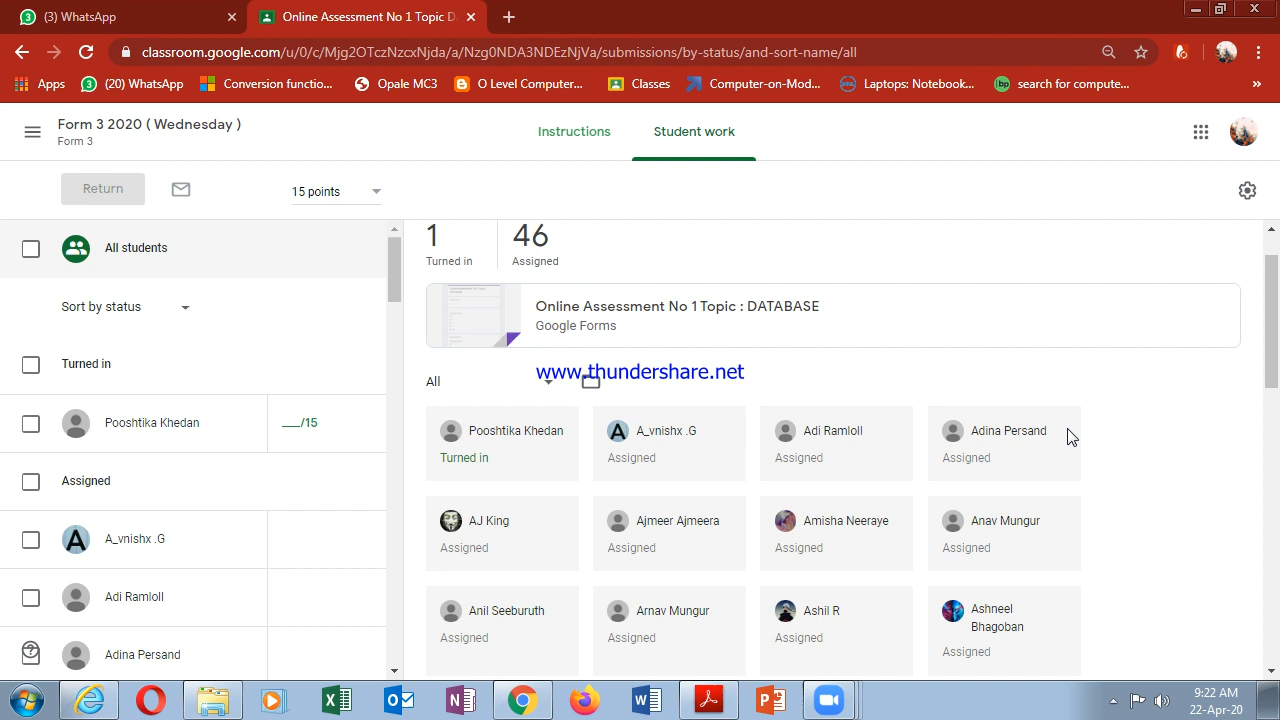 (3) WhatsApp
Online Assessment No 1 Topic D
classroom.google.com/u/0/c/Mjg2OTczNzcxNjda/a/Nzg0NDA3NDEzNjVa/submissions/by-status/and-sort-name/all
Apps
(20) WhatsApp
Conversion functio...
Opale MC3
O Level Computer...
Classes
Computer-on-Mod...
Laptops: Notebook...
search for compute...
Form 3 2020 ( Wednesday )
Form 3
Instructions
Student work
Return
15 points
All students
Sort by status
Turned in
Pooshtika Khedan
___/15
Assigned
A_vnishx .G
Adi Ramloll
Adina Persand
1
Turned in
46
Assigned
Online Assessment No 1 Topic : DATABASE
Google Forms
www.thundershare.net
All
Pooshtika Khedan
Turned in
A_vnishx .G
Assigned
Adi Ramloll
Assigned
Adina Persand
Assigned
AJ King
Assigned
Ajmeer Ajmeera
Assigned
Amisha Neeraye
Assigned
Anav Mungur
Assigned
Anil Seeburuth
Assigned
Arnav Mungur
Assigned
Ashil R
Assigned
Ashneel
Bhagoban
Assigned
9:22 AM
22-Apr-20